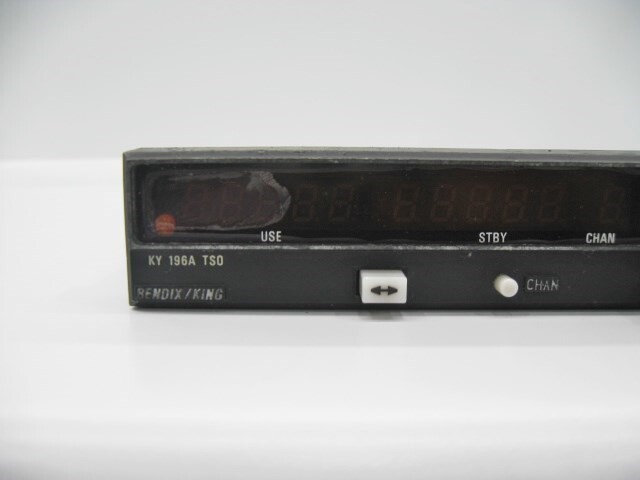 USE STBY CHAN
KY 196A TSO
CHAN
BENDIX/KING